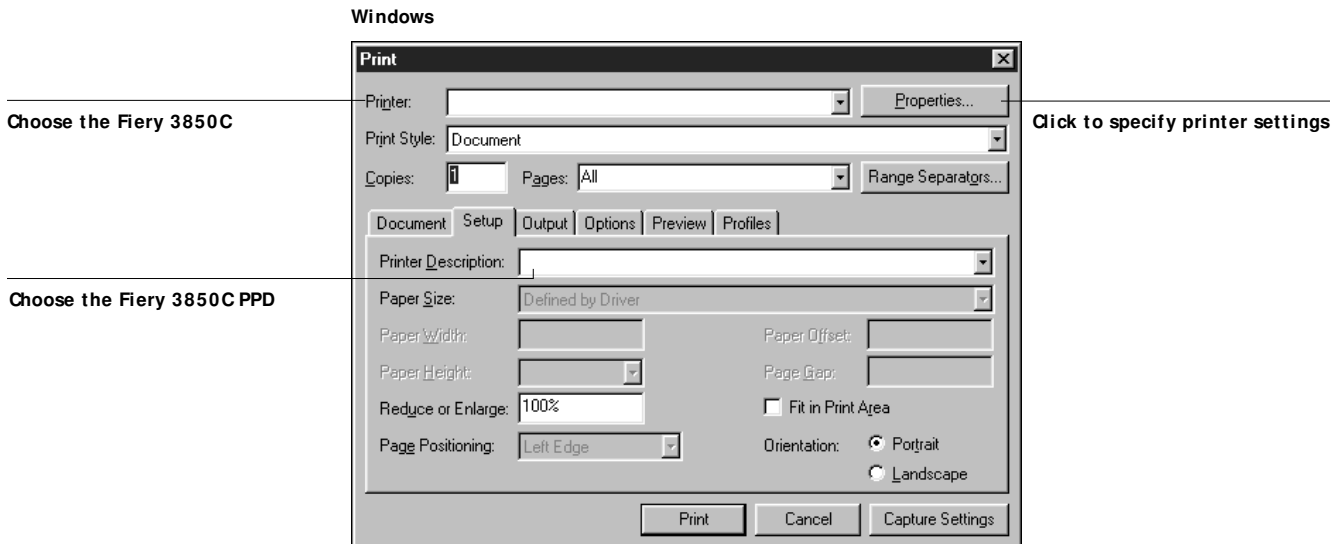 Windows
Print
Printer: Properties...
Choose the Fiery 3850C
Click to specify printer settings
Print Style: Document
Copies: 1 Pages: All Range Separators...
Document Setup Output Options Preview Profiles
Printer Description:
Choose the Fiery 3850C PPD
Paper Size: Defined by Driver
Paper Width: Paper Offset:
Paper Height: Page Gap:
Reduce or Enlarge: 100% Fit in Print Area
Page Positioning: Left Edge Orientation: Portrait
Landscape
Print Cancel Capture Settings